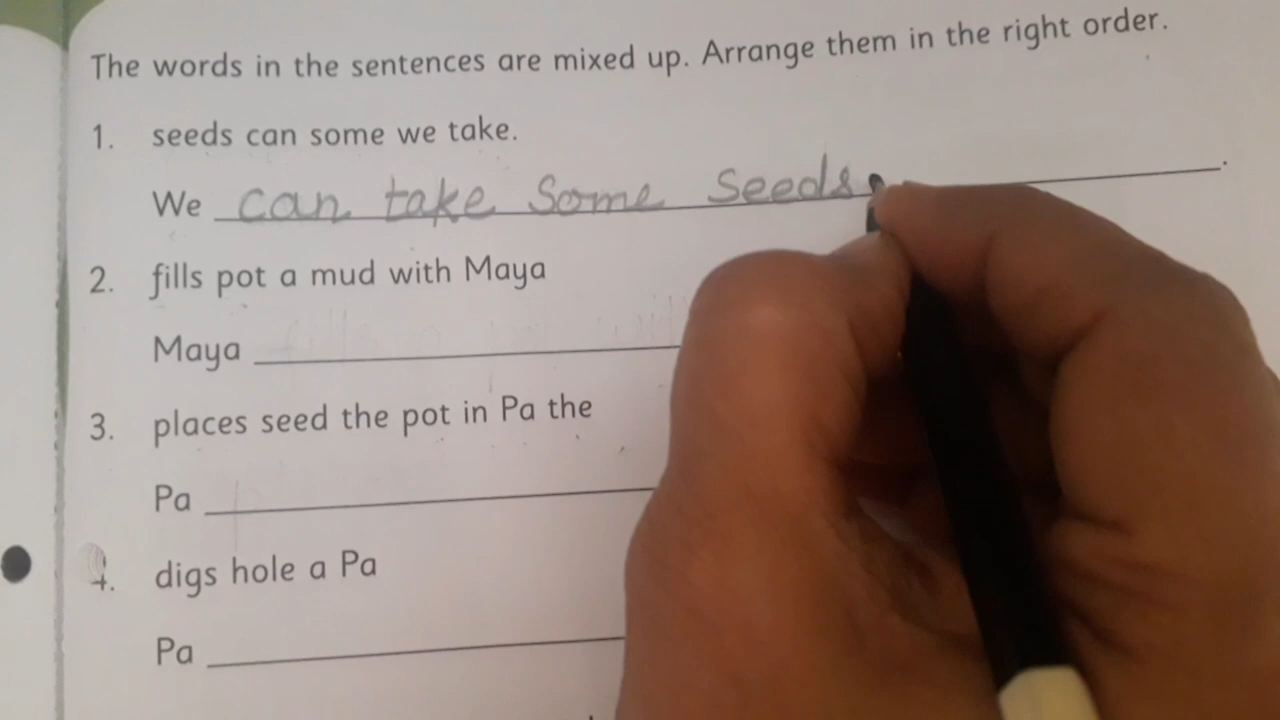 The words in the sentences are mixed up. Arrange them in the right order.
1. seeds can some we take.
We can take Some Seeds.
2. fills pot a mud with Maya
Maya
3. places seed the pot in Pa the
Pa
4. digs hole a Pa
Pa